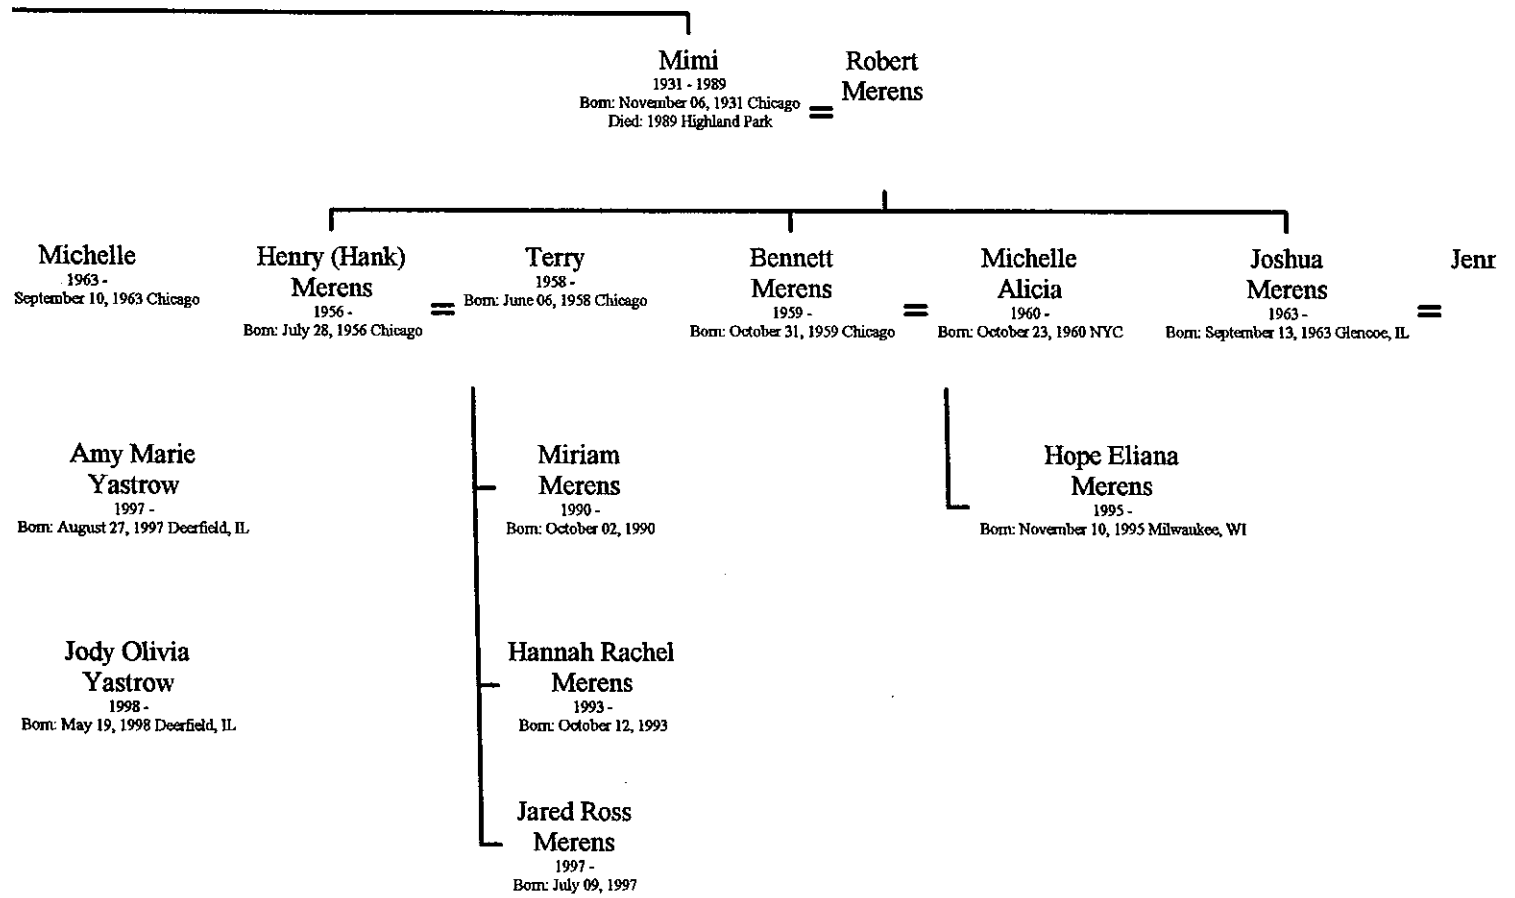 Mimi
1931 - 1989
Born: November 06, 1931 Chicago
Died: 1989 Highland Park
=
Robert
Merens
Michelle
1963 -
September 10, 1963 Chicago
Henry (Hank)
Merens
1956 -
Born: July 28, 1956 Chicago
=
Terry
1958 -
Born: June 06, 1958 Chicago
Bennett
Merens
1959 -
Born: October 31, 1959 Chicago
=
Michelle
Alicia
1960 -
Born: October 23, 1960 NYC
Joshua
Merens
1963 -
Born: September 13, 1963 Glencoe, IL
=
Jenr
Amy Marie
Yastrow
1997 -
Born: August 27, 1997 Deerfield, IL
Miriam
Merens
1990 -
Born: October 02, 1990
Hope Eliana
Merens
1995 -
Born: November 10, 1995 Milwaukee, WI
Jody Olivia
Yastrow
1998 -
Born: May 19, 1998 Deerfield, IL
Hannah Rachel
Merens
1993 -
Born: October 12, 1993
Jared Ross
Merens
1997 -
Born: July 09, 1997